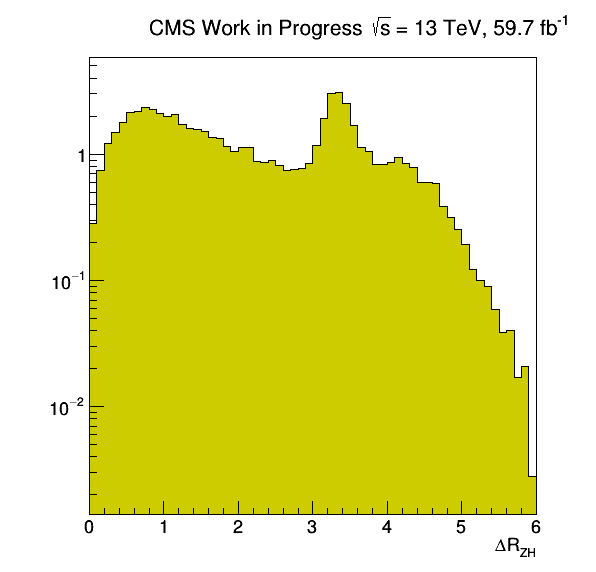 CMS Work in Progress √s = 13 TeV, 59.7 fb⁻¹
1
10⁻¹
10⁻²
0 1 2 3 4 5 6
ΔR_ZH